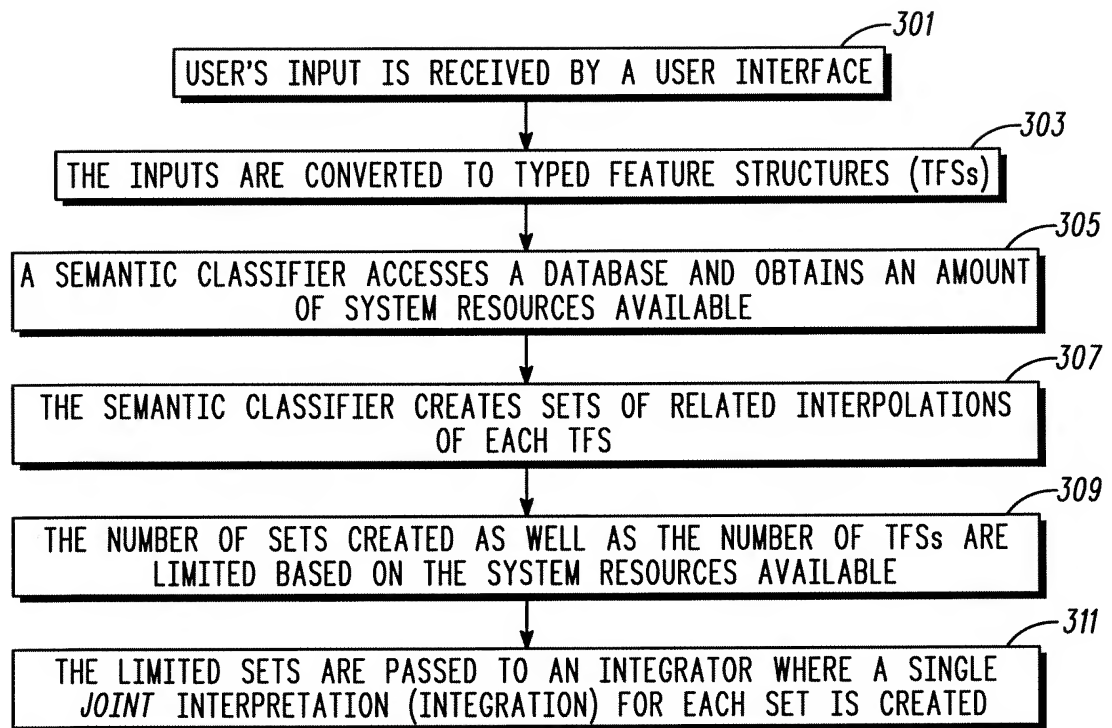 301
USER'S INPUT IS RECEIVED BY A USER INTERFACE
303
THE INPUTS ARE CONVERTED TO TYPED FEATURE STRUCTURES (TFSs)
305
A SEMANTIC CLASSIFIER ACCESSES A DATABASE AND OBTAINS AN AMOUNT
OF SYSTEM RESOURCES AVAILABLE
307
THE SEMANTIC CLASSIFIER CREATES SETS OF RELATED INTERPOLATIONS
OF EACH TFS
309
THE NUMBER OF SETS CREATED AS WELL AS THE NUMBER OF TFSs ARE
LIMITED BASED ON THE SYSTEM RESOURCES AVAILABLE
311
THE LIMITED SETS ARE PASSED TO AN INTEGRATOR WHERE A SINGLE
JOINT INTERPRETATION (INTEGRATION) FOR EACH SET IS CREATED